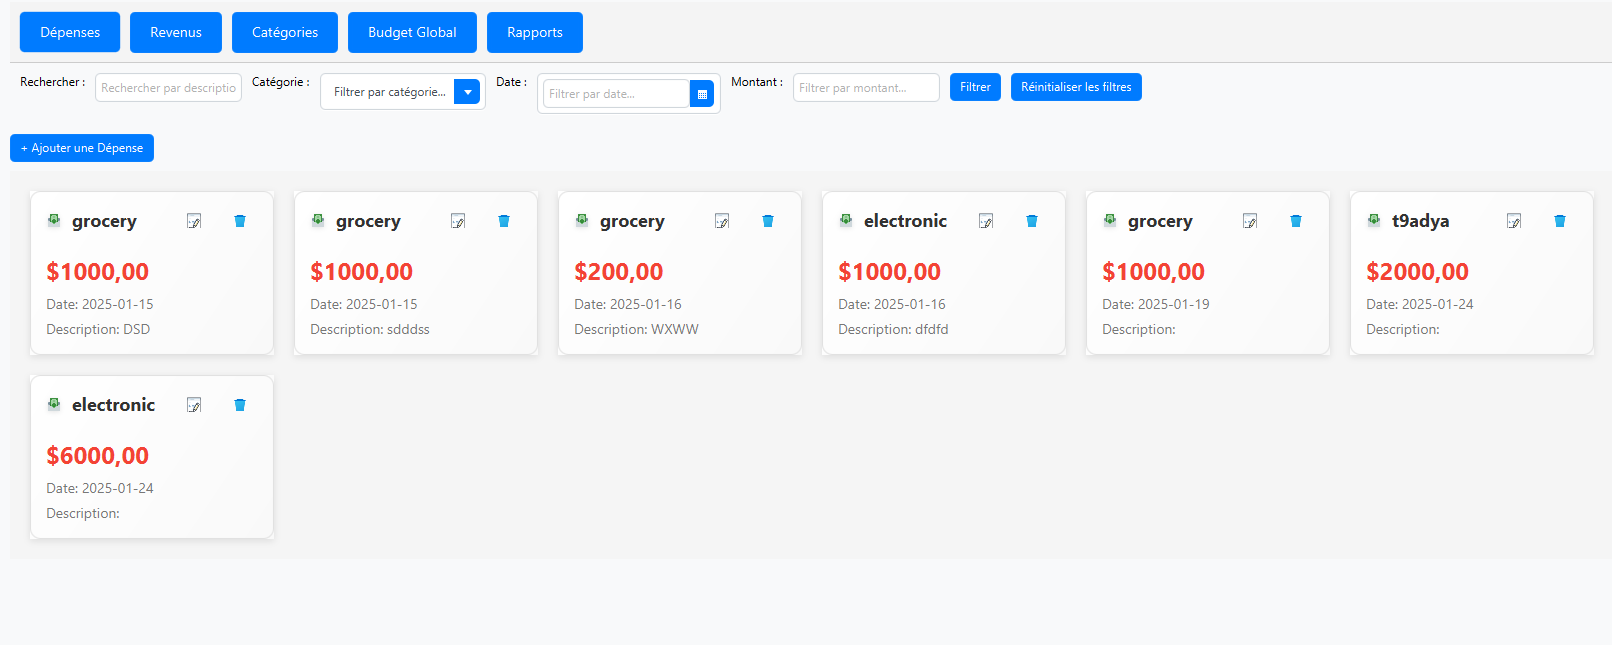 Dépenses Revenus Catégories Budget Global Rapports
Rechercher : Rechercher par descriptio Catégorie : Filtrer par catégorie... Date : Filtrer par date... Montant : Filtrer par montant... Filtrer Réinitialiser les filtres
+ Ajouter une Dépense
grocery
$1000,00
Date: 2025-01-15
Description: DSD
grocery
$1000,00
Date: 2025-01-15
Description: sdddss
grocery
$200,00
Date: 2025-01-16
Description: WXWW
electronic
$1000,00
Date: 2025-01-16
Description: dfdfd
grocery
$1000,00
Date: 2025-01-19
Description:
t9adya
$2000,00
Date: 2025-01-24
Description:
electronic
$6000,00
Date: 2025-01-24
Description: